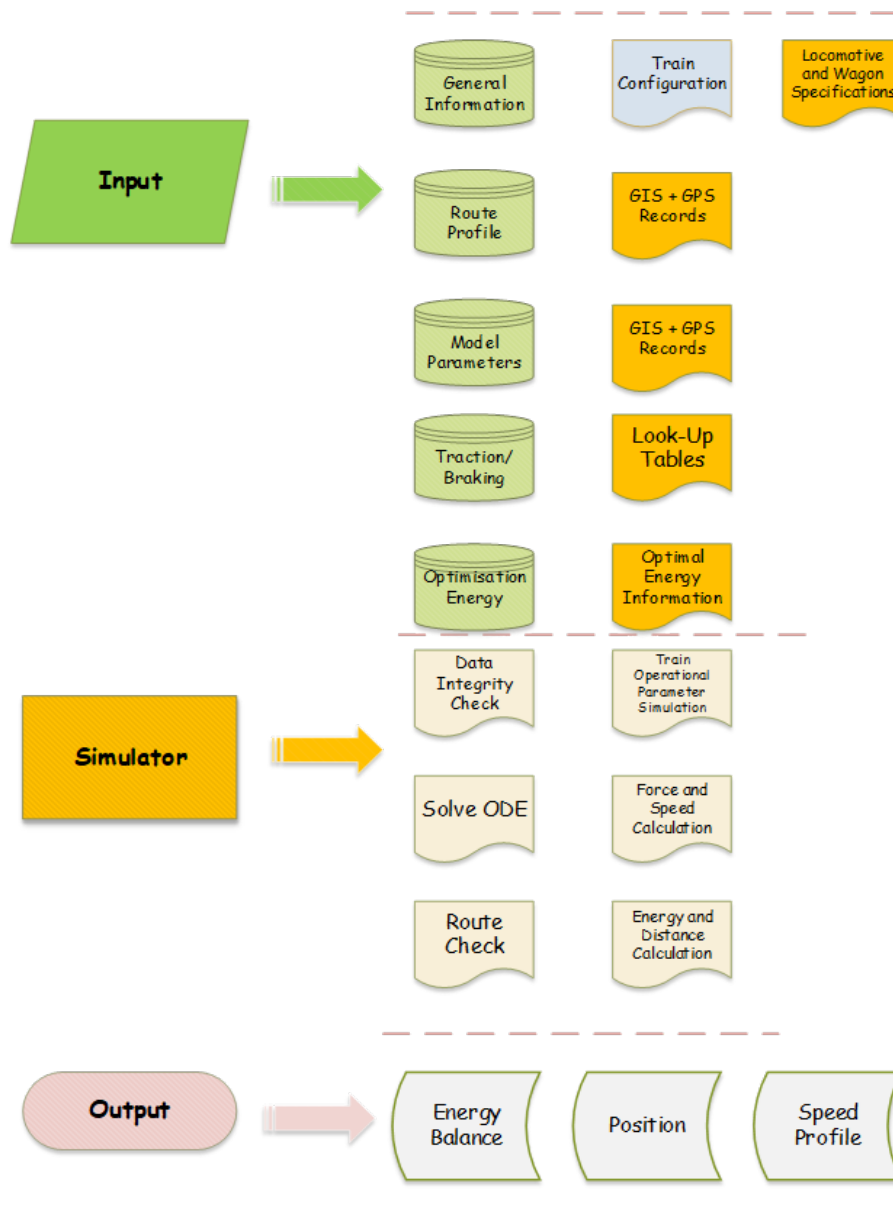 General
Information
Train
Configuration
Locomotive
and Wagon
Specifications
Input
Route
Profile
GIS + GPS
Records
Model
Parameters
GIS + GPS
Records
Traction/
Braking
Look-Up
Tables
Optimisation
Energy
Optimal
Energy
Information
Simulator
Data
Integrity
Check
Train
Operational
Parameter
Simulation
Solve ODE
Force and
Speed
Calculation
Route
Check
Energy and
Distance
Calculation
Output
Energy
Balance
Position
Speed
Profile